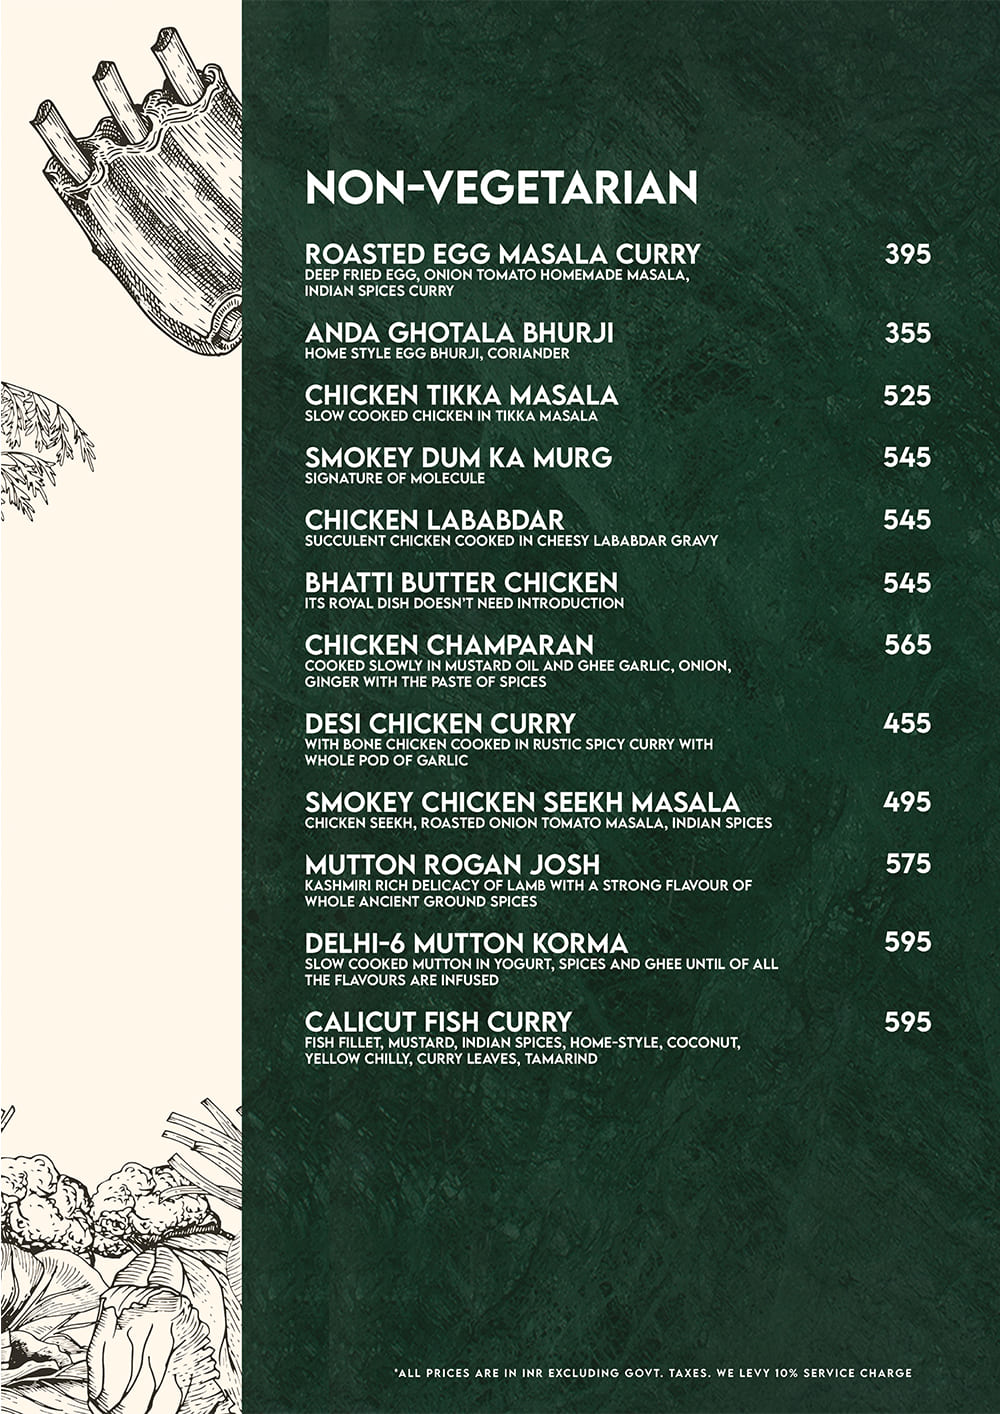 NON-VEGETARIAN
ROASTED EGG MASALA CURRY 395
DEEP FRIED EGG, ONION TOMATO HOMEMADE MASALA,
INDIAN SPICES CURRY
ANDA GHOTALA BHURJI 355
HOME STYLE EGG BHURJI, CORIANDER
CHICKEN TIKKA MASALA 525
SLOW COOKED CHICKEN IN TIKKA MASALA
SMOKEY DUM KA MURG 545
SIGNATURE OF MOLECULE
CHICKEN LABABDAR 545
SUCCULENT CHICKEN COOKED IN CHEESY LABABDAR GRAVY
BHATTI BUTTER CHICKEN 545
ITS ROYAL DISH DOESN'T NEED INTRODUCTION
CHICKEN CHAMPARAN 565
COOKED SLOWLY IN MUSTARD OIL AND GHEE GARLIC, ONION,
GINGER WITH THE PASTE OF SPICES
DESI CHICKEN CURRY 455
WITH BONE CHICKEN COOKED IN RUSTIC SPICY CURRY WITH
WHOLE POD OF GARLIC
SMOKEY CHICKEN SEEKH MASALA 495
CHICKEN SEEKH, ROASTED ONION TOMATO MASALA, INDIAN SPICES
MUTTON ROGAN JOSH 575
KASHMIRI RICH DELICACY OF LAMB WITH A STRONG FLAVOUR OF
WHOLE ANCIENT GROUND SPICES
DELHI-6 MUTTON KORMA 595
SLOW COOKED MUTTON IN YOGURT, SPICES AND GHEE UNTIL OF ALL
THE FLAVOURS ARE INFUSED
CALICUT FISH CURRY 595
FISH FILLET, MUSTARD, INDIAN SPICES, HOME-STYLE, COCONUT,
YELLOW CHILLY, CURRY LEAVES, TAMARIND
*ALL PRICES ARE IN INR EXCLUDING GOVT. TAXES. WE LEVY 10% SERVICE CHARGE